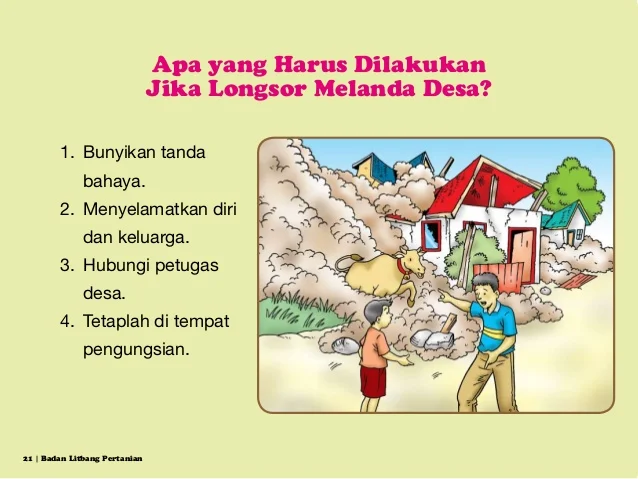 Apa yang Harus Dilakukan
Jika Longsor Melanda Desa?
1. Bunyikan tanda
bahaya.
2. Menyelamatkan diri
dan keluarga.
3. Hubungi petugas
desa.
4. Tetaplah di tempat
pengungsian.
21 | Badan Litbang Pertanian